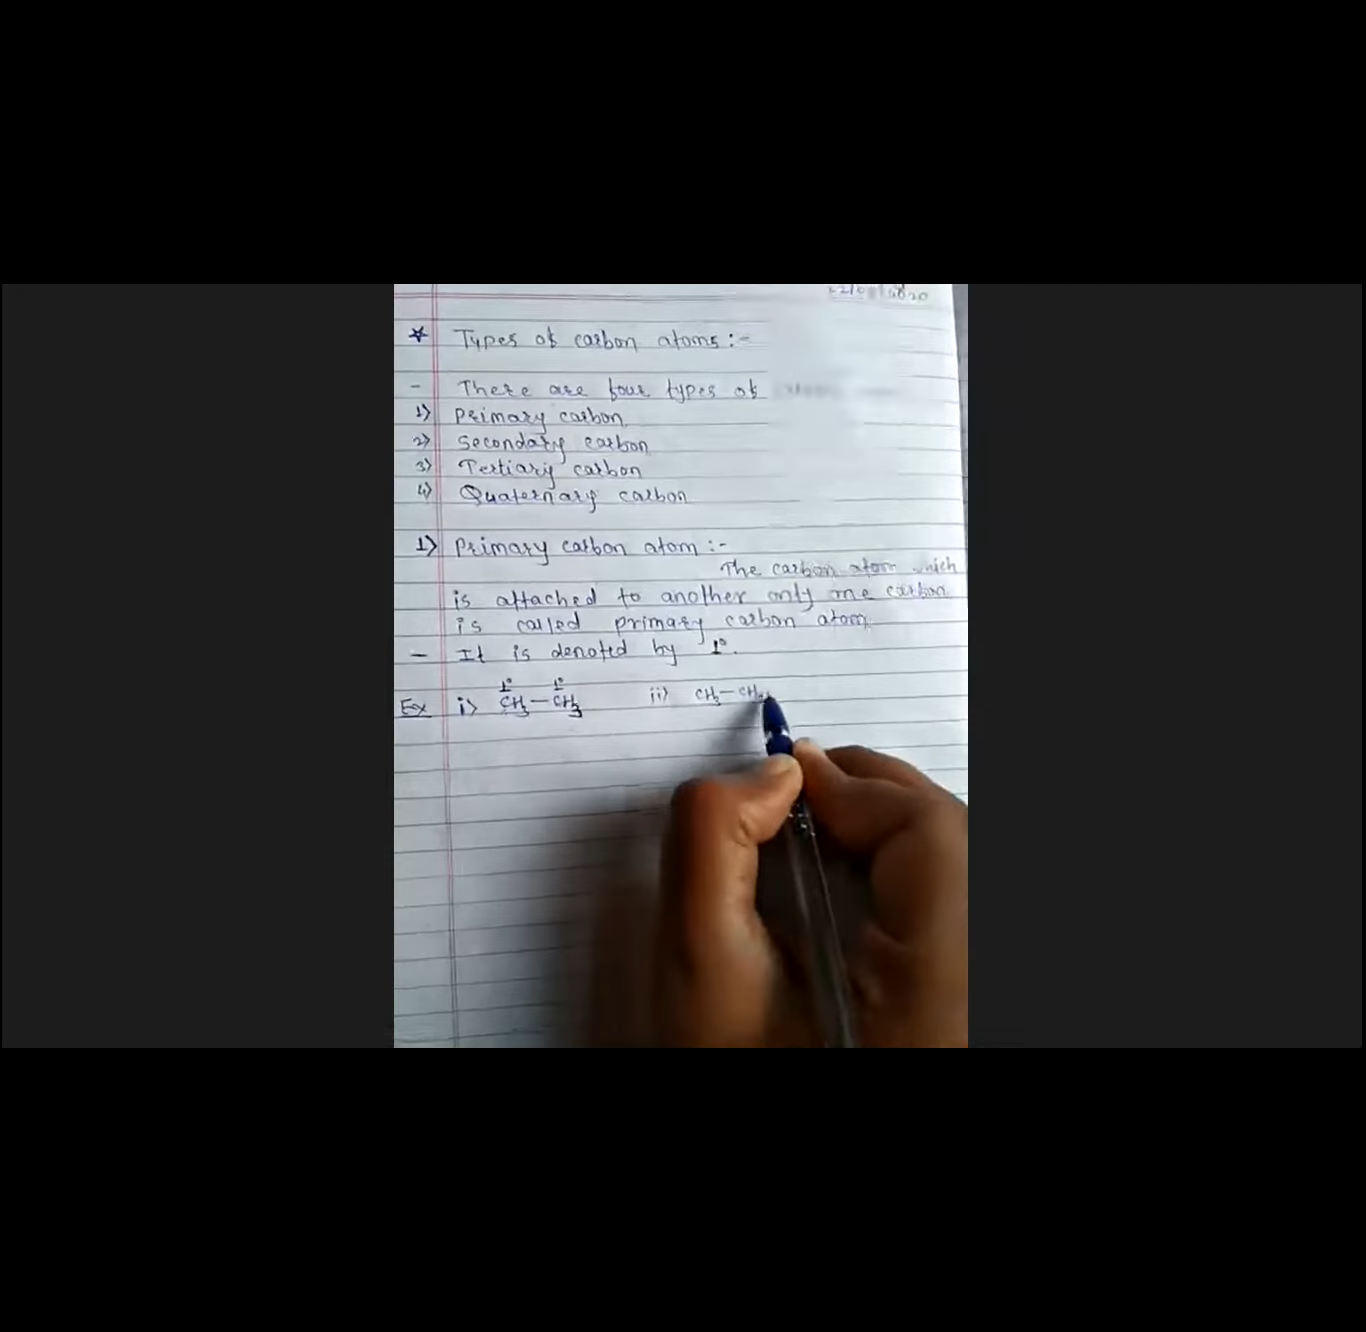 ☆ Types of carbon atoms :-
- There are four types of
1) Primary carbon
2) Secondary carbon
3) Tertiary carbon
4) Quaternary carbon
1) Primary carbon atom :-
The carbon atom which
is attached to another only one carbon
is called primary carbon atom
- It is denoted by 1°.
1° 1°
Ex i) CH3 — CH3 ii) CH3 — CH